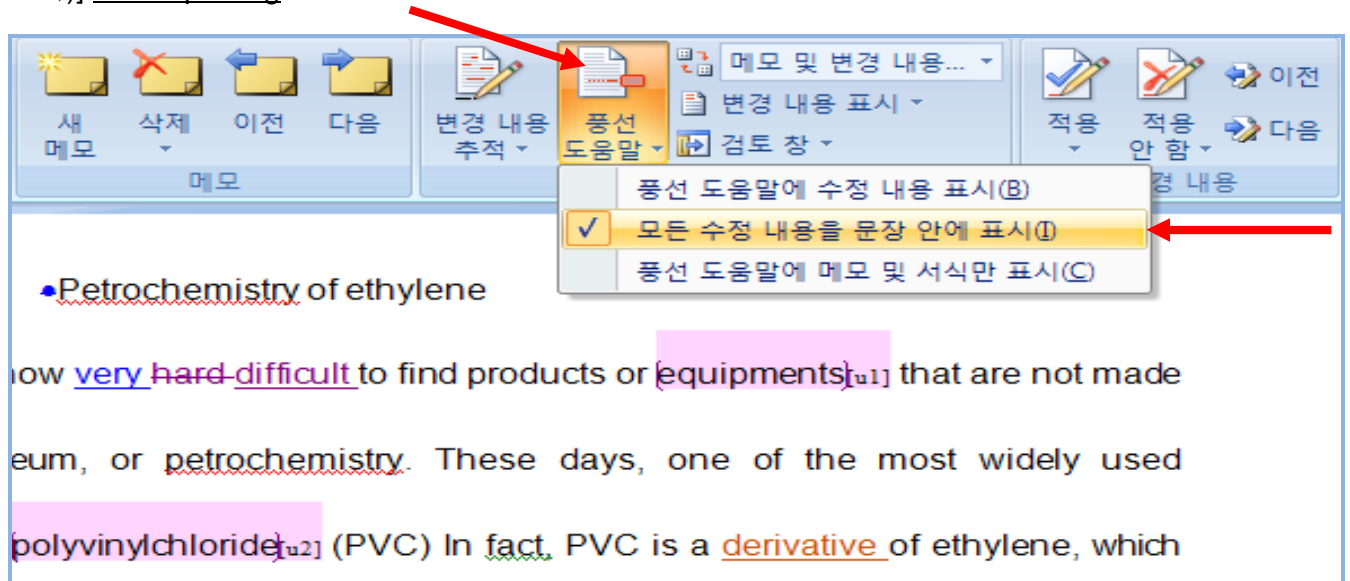 메모 및 변경 내용...
변경 내용 표시
검토 창
새 메모
삭제
이전
다음
변경 내용 추적
풍선 도움말
적용
적용 안 함
이전
다음
메모
경 내용
풍선 도움말에 수정 내용 표시(B)
✓ 모든 수정 내용을 문장 안에 표시(I)
풍선 도움말에 메모 및 서식만 표시(C)
•Petrochemistry of ethylene
now very hard difficult to find products or equipments[u1] that are not made
eum, or petrochemistry. These days, one of the most widely used
polyvinylchloride[u2] (PVC) In fact, PVC is a derivative of ethylene, which